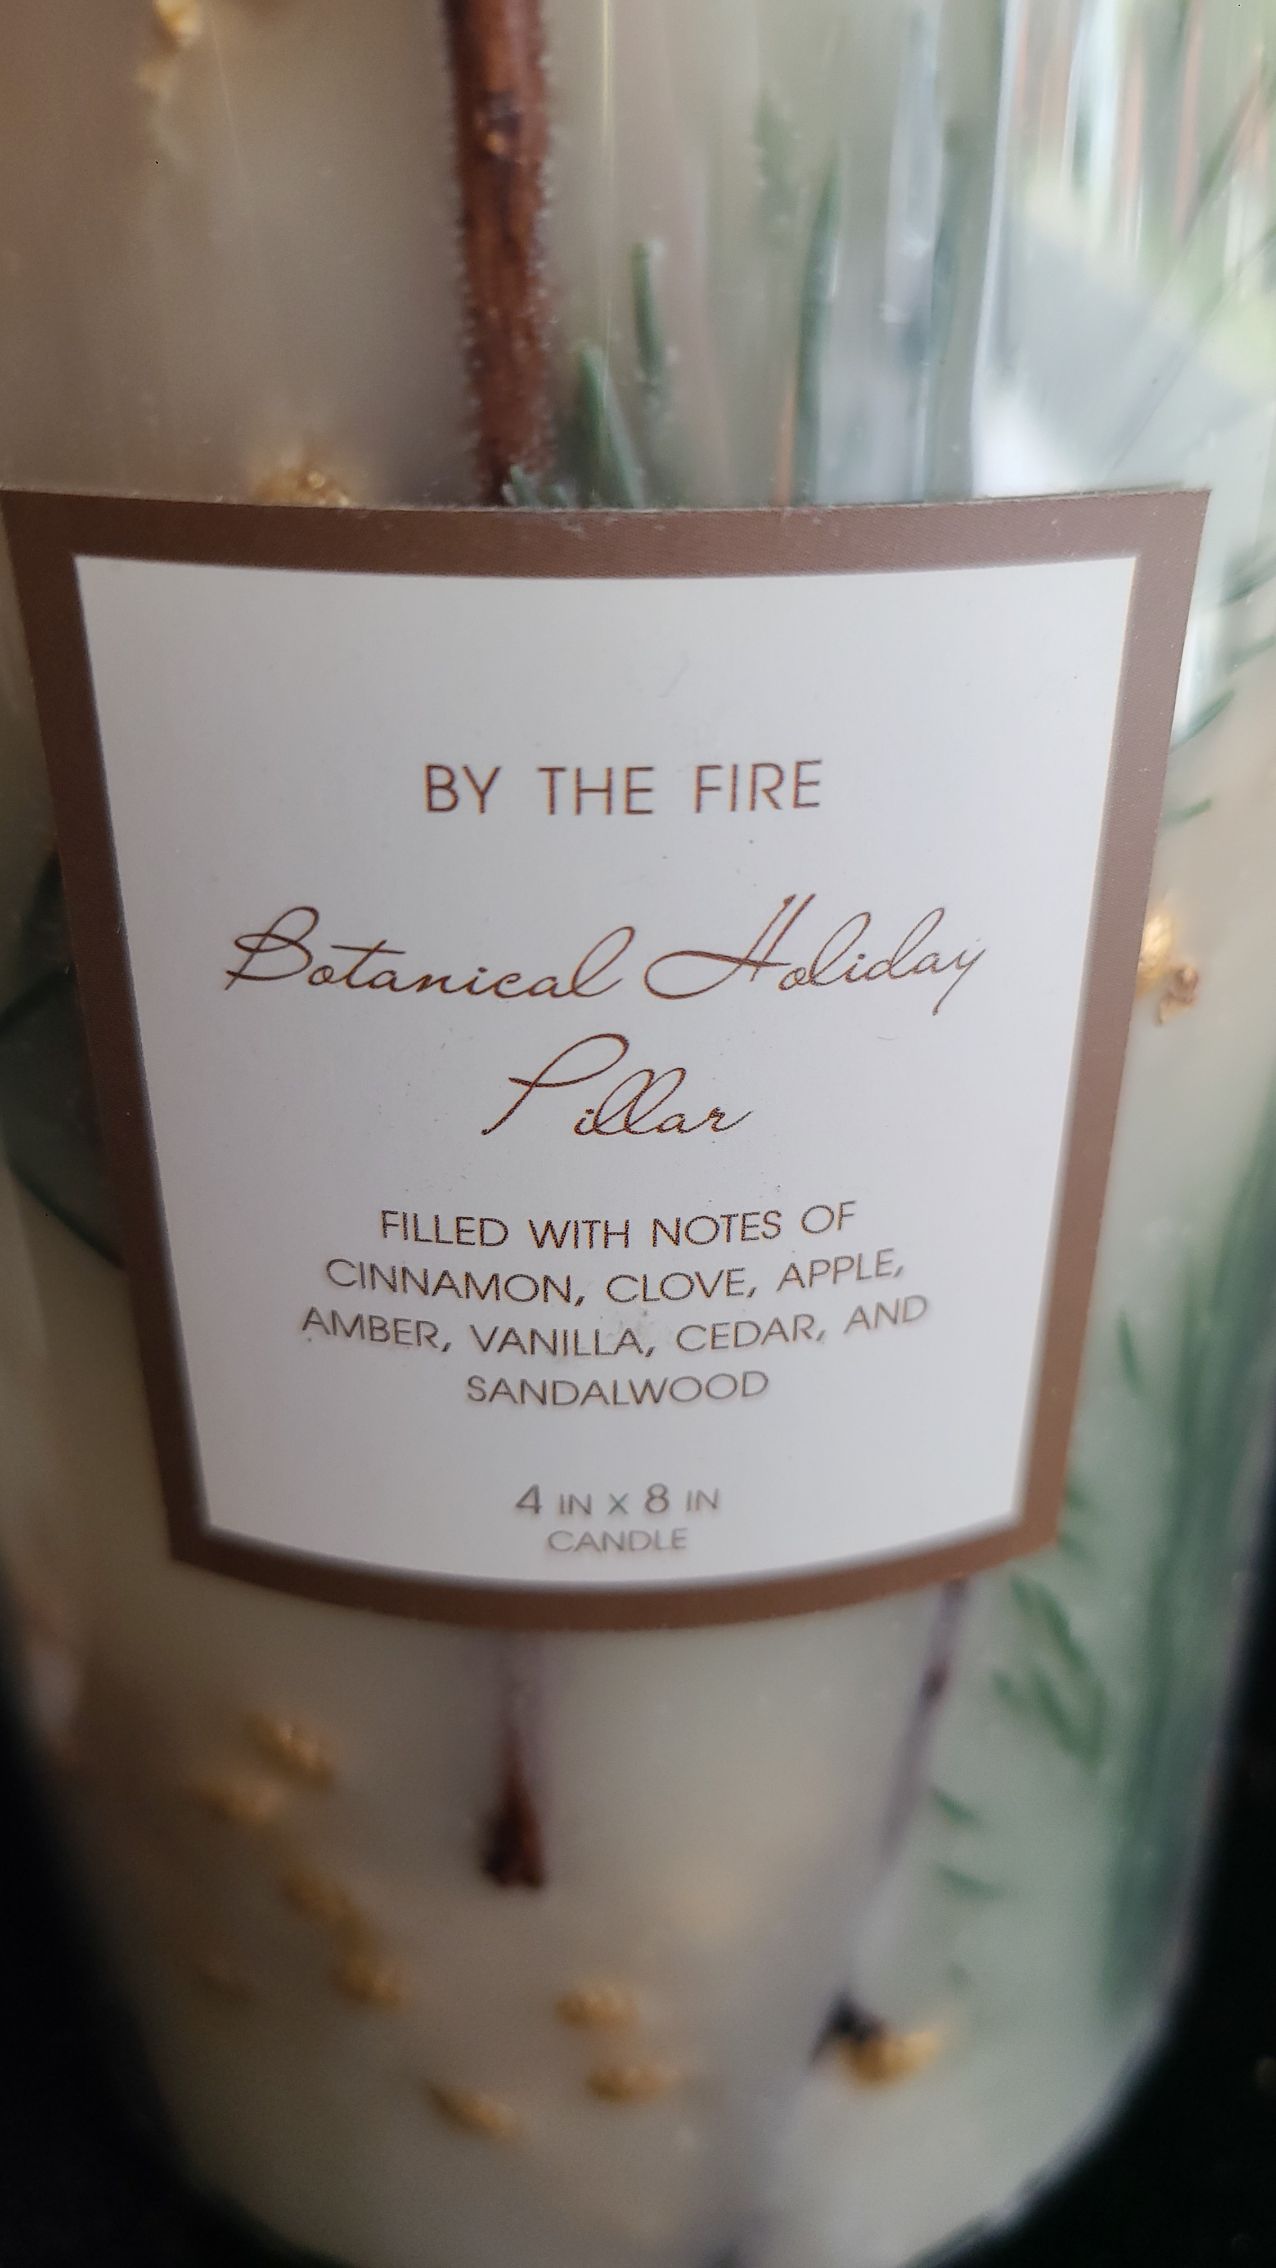 BY THE FIRE
Botanical Holiday
Pillar
FILLED WITH NOTES OF
CINNAMON, CLOVE, APPLE,
AMBER, VANILLA, CEDAR, AND
SANDALWOOD
4 IN X 8 IN
CANDLE